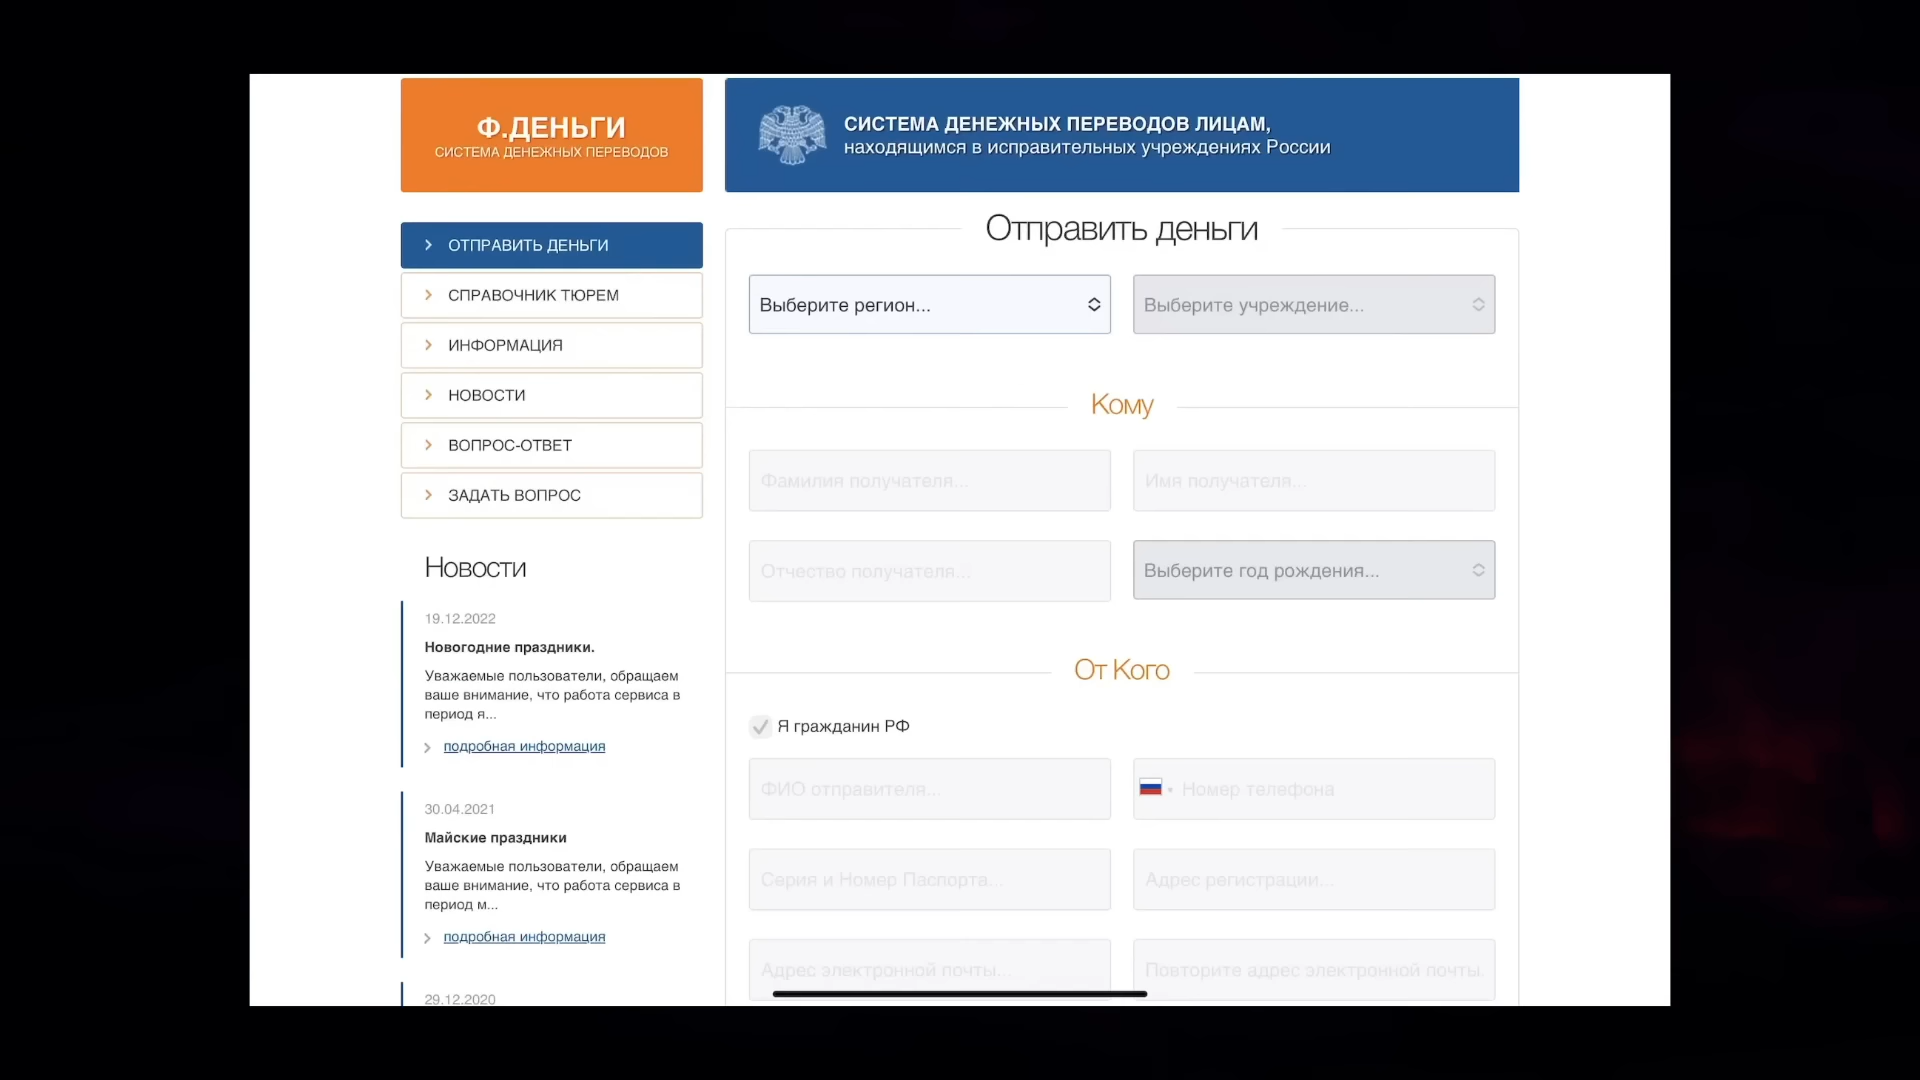 Ф.ДЕНЬГИ
СИСТЕМА ДЕНЕЖНЫХ ПЕРЕВОДОВ
СИСТЕМА ДЕНЕЖНЫХ ПЕРЕВОДОВ ЛИЦАМ,
находящимся в исправительных учреждениях России
ОТПРАВИТЬ ДЕНЬГИ
СПРАВОЧНИК ТЮРЕМ
ИНФОРМАЦИЯ
НОВОСТИ
ВОПРОС-ОТВЕТ
ЗАДАТЬ ВОПРОС
Новости
19.12.2022
Новогодние праздники.
Уважаемые пользователи, обращаем
ваше внимание, что работа сервиса в
период я...
подробная информация
30.04.2021
Майские праздники
Уважаемые пользователи, обращаем
ваше внимание, что работа сервиса в
период м...
подробная информация
29.12.2020
Отправить деньги
Выберите регион...
Выберите учреждение...
Кому
Фамилия получателя...
Имя получателя...
Отчество получателя...
Выберите год рождения...
От Кого
Я гражданин РФ
ФИО отправителя...
Номер телефона
Серия и Номер Паспорта...
Адрес регистрации...
Адрес электронной почты...
Повторите адрес электронной почты.